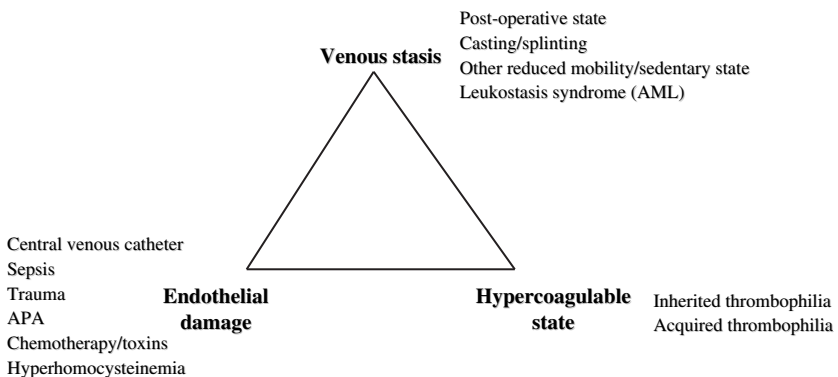 Venous stasis
Post-operative state
Casting/splinting
Other reduced mobility/sedentary state
Leukostasis syndrome (AML)
Central venous catheter
Sepsis
Trauma
APA
Chemotherapy/toxins
Hyperhomocysteinemia
Endothelial
damage
Hypercoagulable
state
Inherited thrombophilia
Acquired thrombophilia